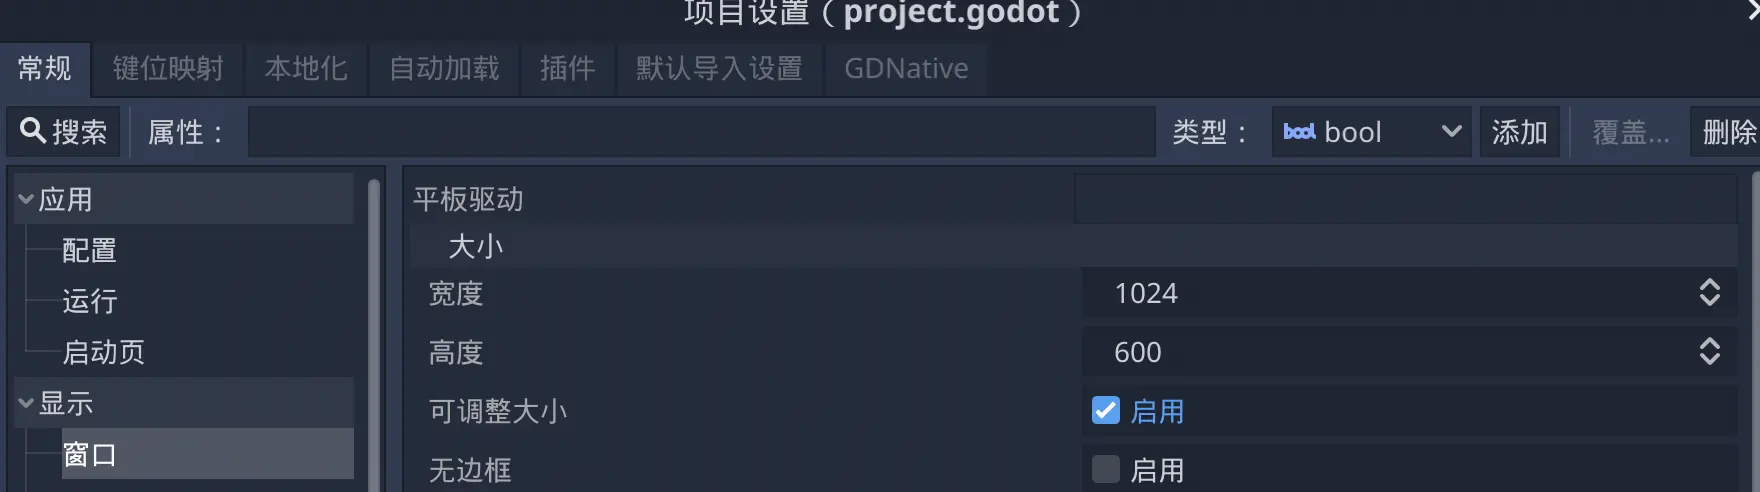 项目设置（project.godot）
常规 键位映射 本地化 自动加载 插件 默认导入设置 GDNative
搜索 属性： 类型： bool bool 添加 覆盖... 删除
应用
配置
运行
启动页
显示
窗口
平板驱动
大小
宽度 1024
高度 600
可调整大小 启用
无边框 启用